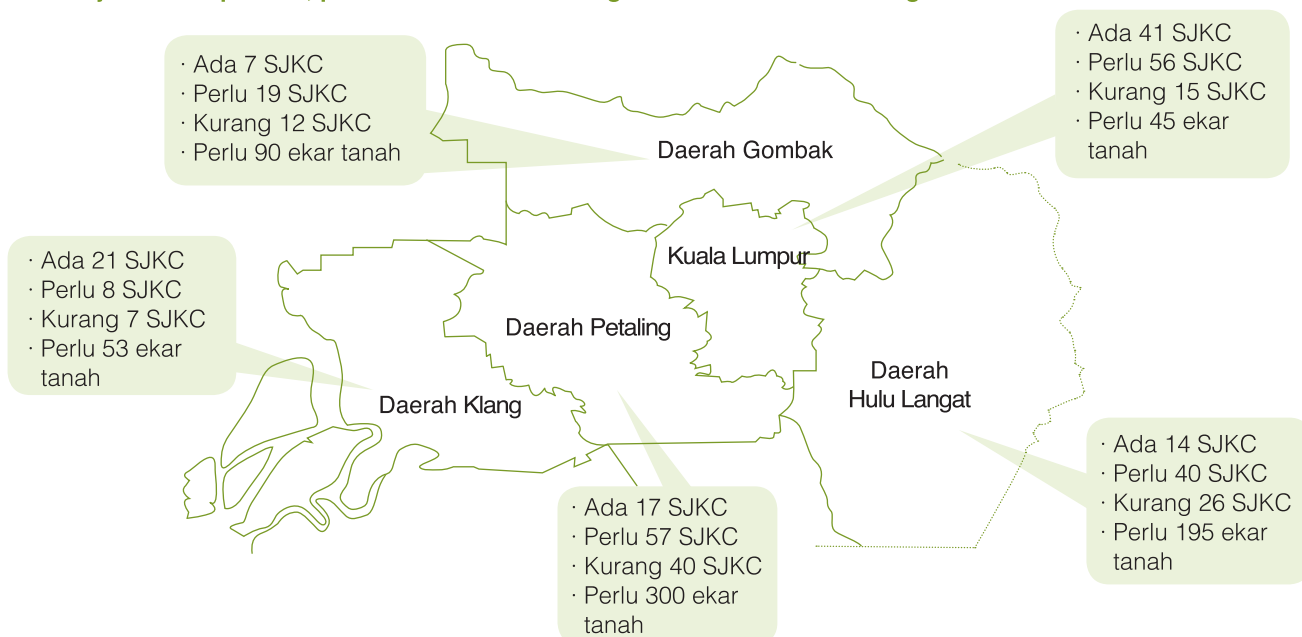 · Ada 7 SJKC
· Perlu 19 SJKC
· Kurang 12 SJKC
· Perlu 90 ekar tanah
· Ada 41 SJKC
· Perlu 56 SJKC
· Kurang 15 SJKC
· Perlu 45 ekar
tanah
Daerah Gombak
Kuala Lumpur
· Ada 21 SJKC
· Perlu 8 SJKC
· Kurang 7 SJKC
· Perlu 53 ekar
tanah
Daerah Petaling
Daerah
Hulu Langat
Daerah Klang
· Ada 14 SJKC
· Perlu 40 SJKC
· Kurang 26 SJKC
· Perlu 195 ekar
tanah
· Ada 17 SJKC
· Perlu 57 SJKC
· Kurang 40 SJKC
· Perlu 300 ekar
tanah